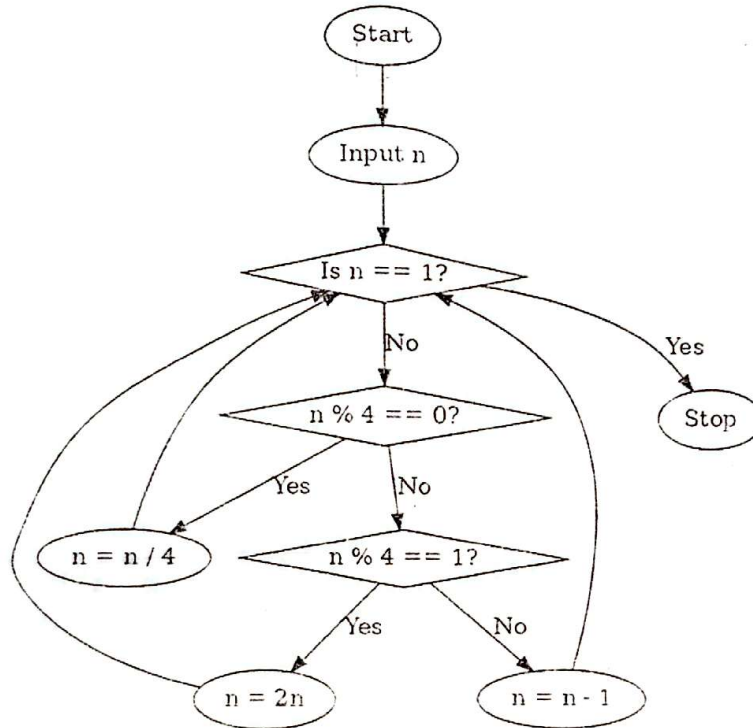 Start
Input n
Is n == 1?
No
Yes
n % 4 == 0?
Stop
Yes
No
n = n / 4
n % 4 == 1?
Yes
No
n = 2n
n = n - 1